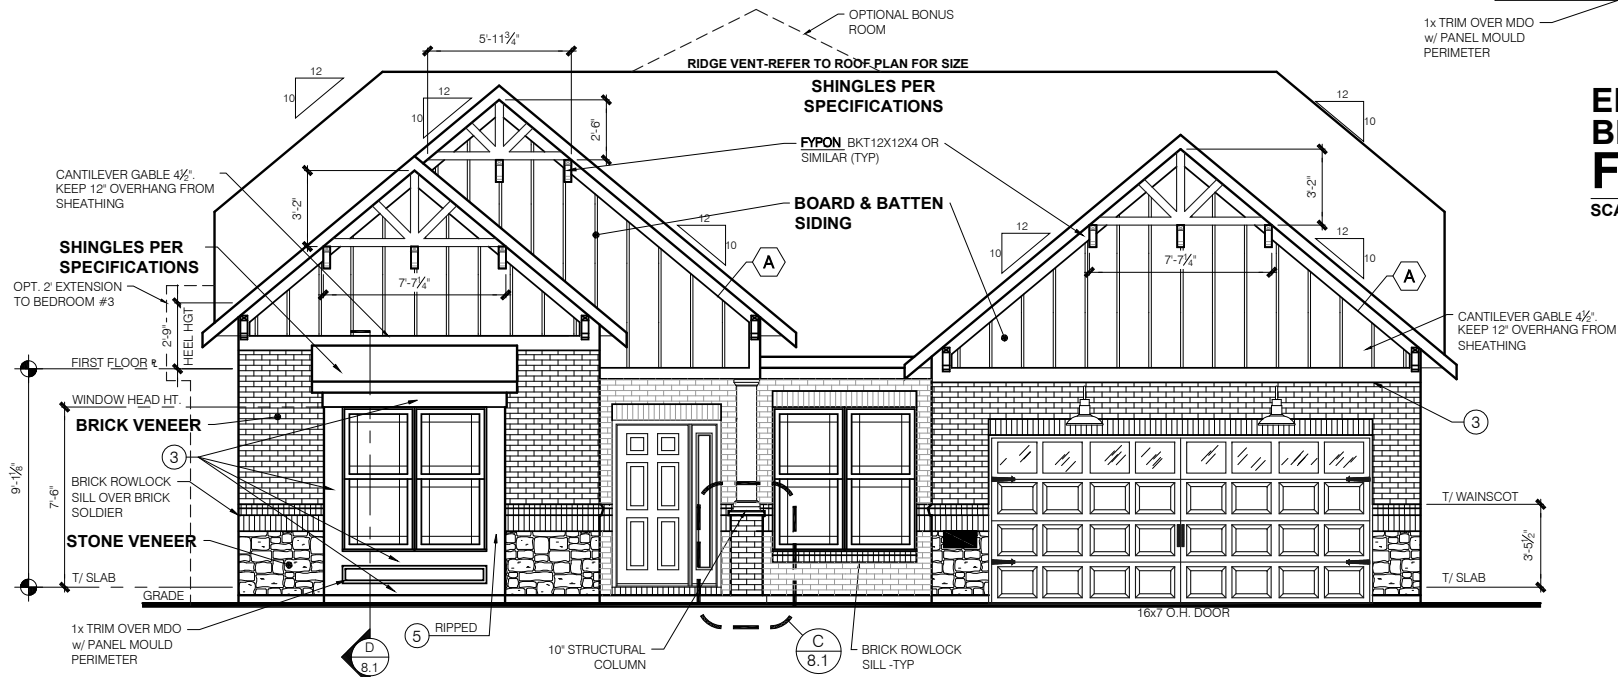 OPTIONAL BONUS
ROOM
1x TRIM OVER MDO
w/ PANEL MOULD
PERIMETER
5'-11¾"
RIDGE VENT-REFER TO ROOF PLAN FOR SIZE
SHINGLES PER
SPECIFICATIONS
12
10
12
10
12
10
2'-6"
FYPON BKT12X12X4 OR
SIMILAR (TYP)
SCA
CANTILEVER GABLE 4½".
KEEP 12" OVERHANG FROM
SHEATHING
3'-2"
3'-2"
BOARD & BATTEN
SIDING
12
10
12
10
12
10
SHINGLES PER
SPECIFICATIONS
7'-7¼"
7'-7¼"
A
A
OPT. 2' EXTENSION
TO BEDROOM #3
2'-9"
HEEL HGT
CANTILEVER GABLE 4½".
KEEP 12" OVERHANG FROM
SHEATHING
FIRST FLOOR
WINDOW HEAD HT.
BRICK VENEER
3
3
9'-1⅛"
7'-6"
BRICK ROWLOCK
SILL OVER BRICK
SOLDIER
T/ WAINSCOT
STONE VENEER
3'-5½"
T/ SLAB
T/ SLAB
GRADE
16x7 O.H. DOOR
1x TRIM OVER MDO
w/ PANEL MOULD
PERIMETER
5
RIPPED
D
8.1
10" STRUCTURAL
COLUMN
C
8.1
BRICK ROWLOCK
SILL -TYP